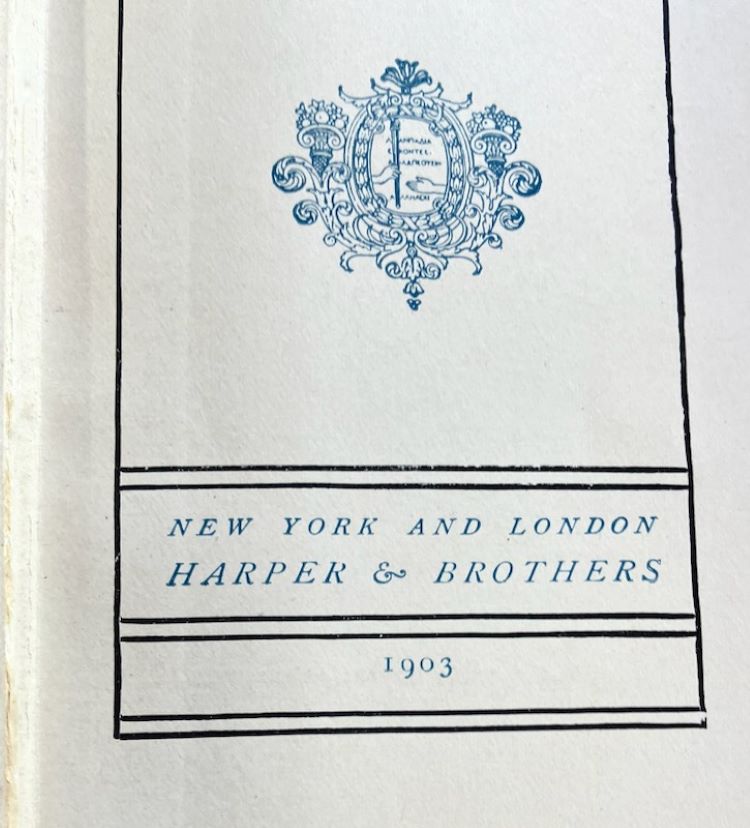 NEW YORK AND LONDON
HARPER & BROTHERS
1903